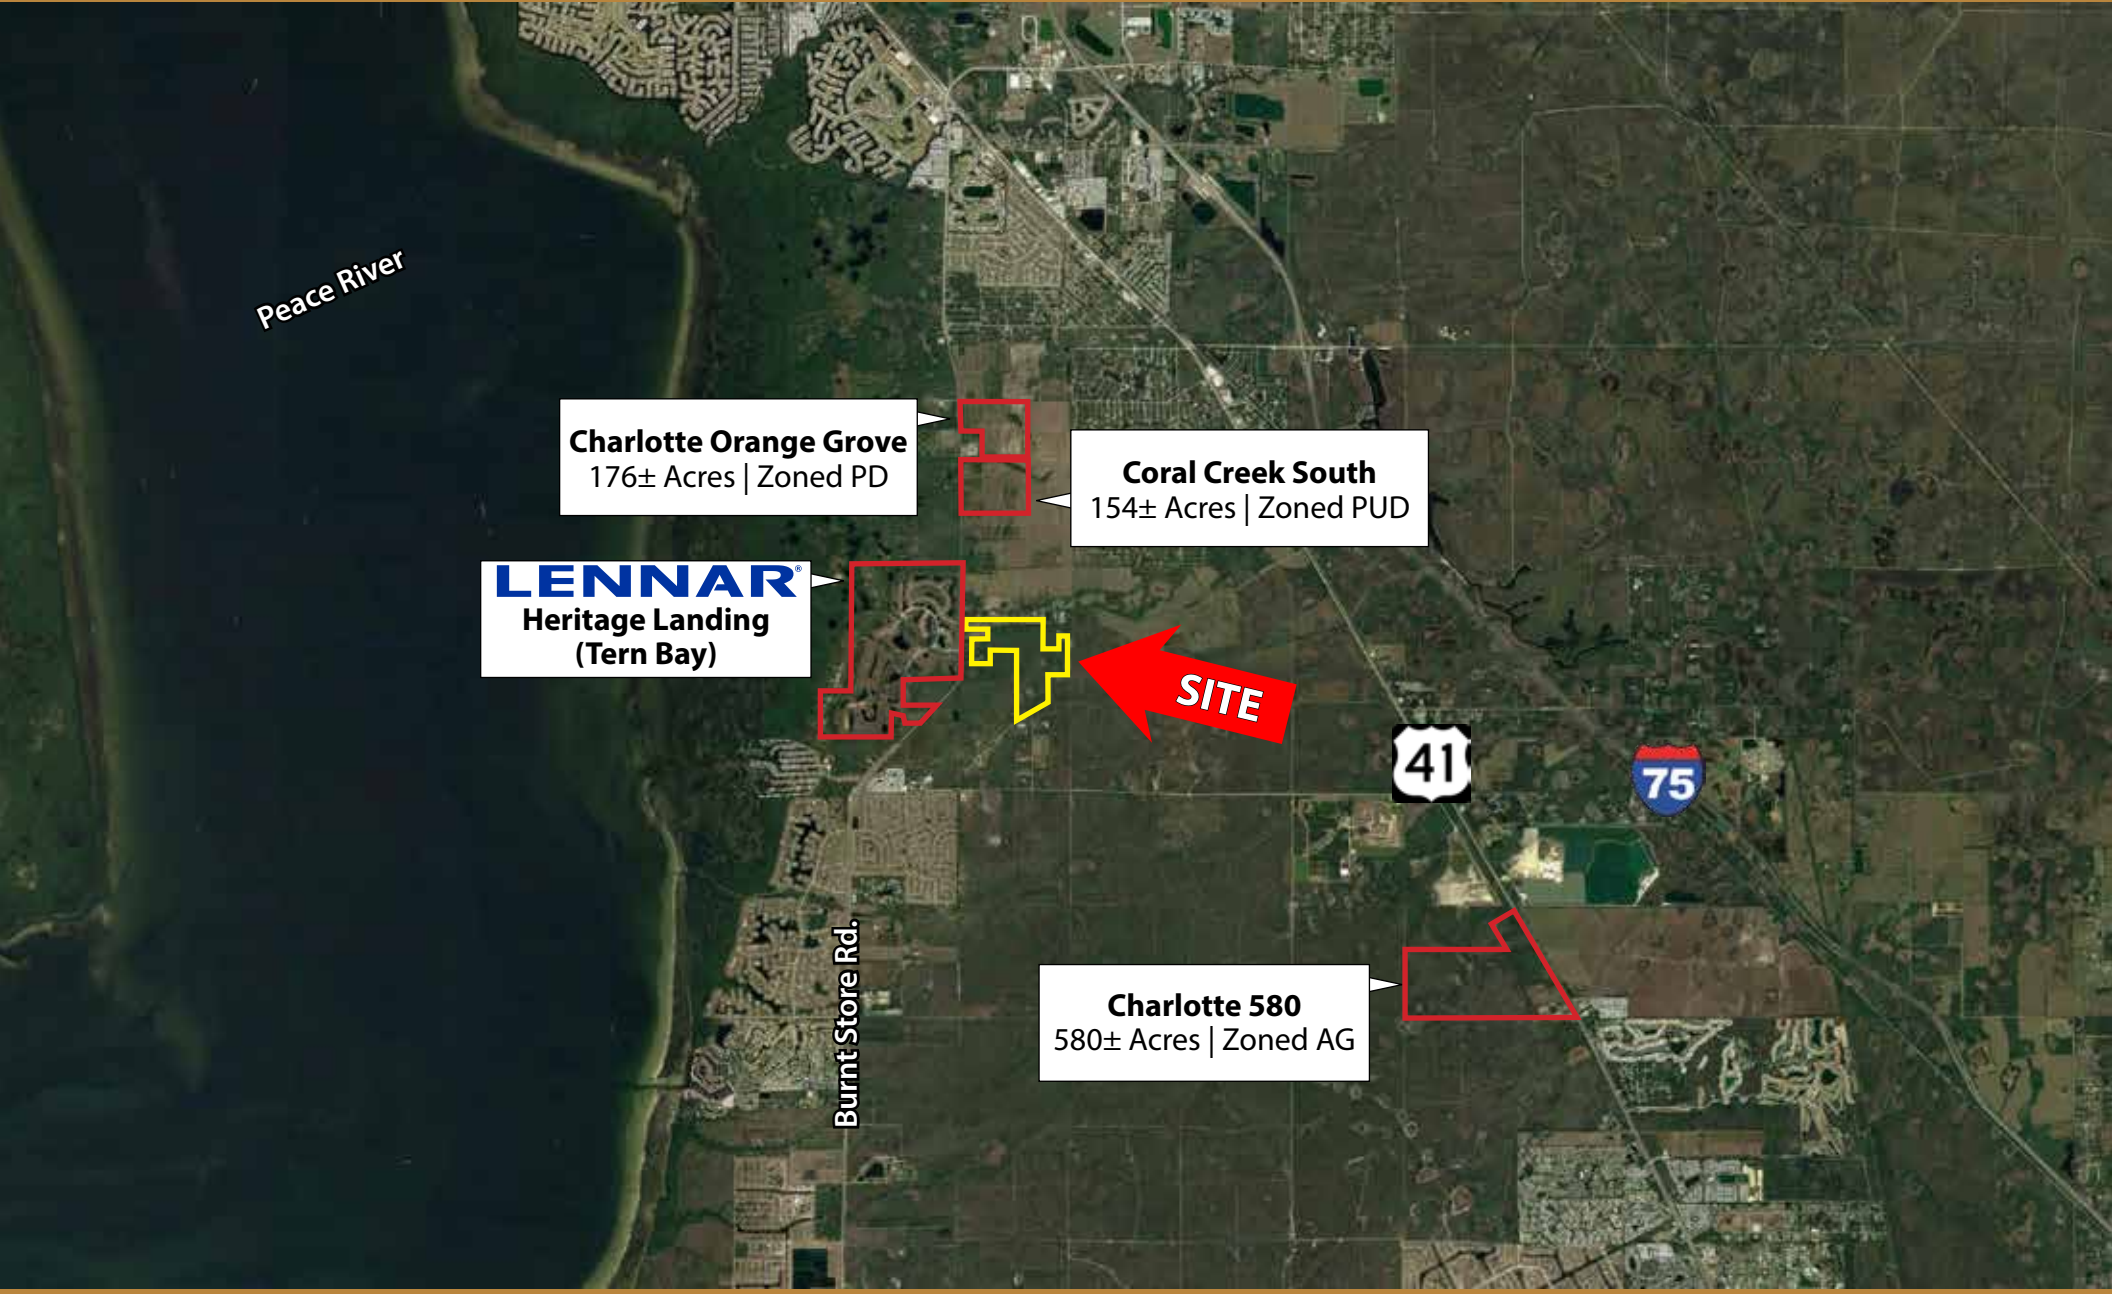 Peace River
Charlotte Orange Grove
176± Acres | Zoned PD
Coral Creek South
154± Acres | Zoned PUD
LENNAR®
Heritage Landing
(Tern Bay)
SITE
41
75
Burnt Store Rd.
Charlotte 580
580± Acres | Zoned AG